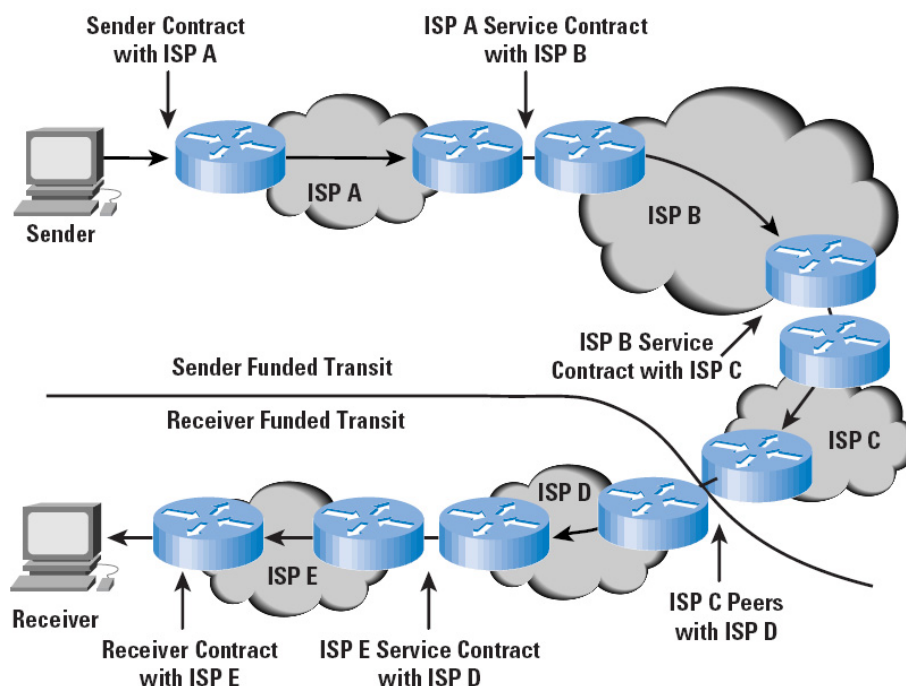 Sender Contract
with ISP A
ISP A Service Contract
with ISP B
ISP A
Sender
ISP B
ISP B Service
Contract with ISP C
Sender Funded Transit
Receiver Funded Transit
ISP C
ISP D
ISP E
Receiver
ISP C Peers
with ISP D
Receiver Contract
with ISP E
ISP E Service Contract
with ISP D